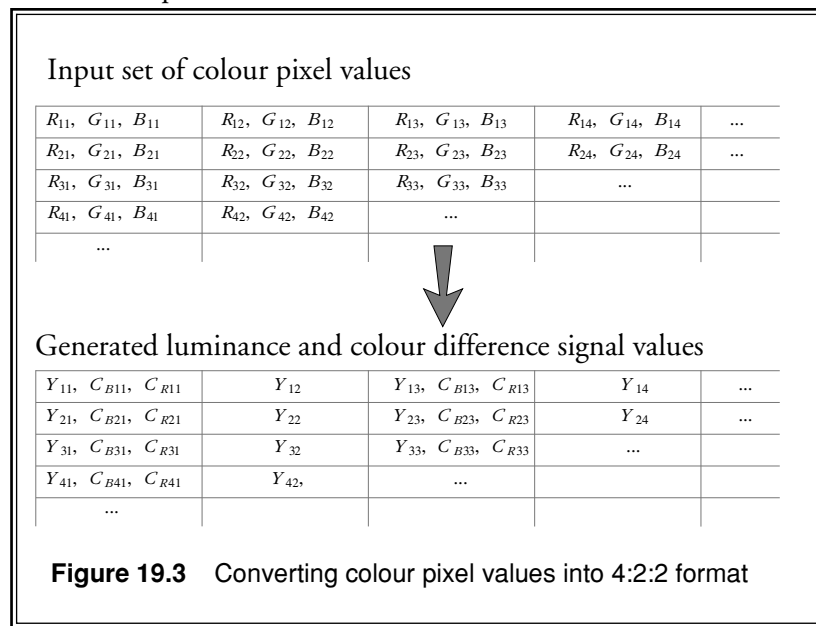 Input set of colour pixel values
R11, G11, B11 R12, G12, B12 R13, G13, B13 R14, G14, B14 ...
R21, G21, B21 R22, G22, B22 R23, G23, B23 R24, G24, B24 ...
R31, G31, B31 R32, G32, B32 R33, G33, B33 ...
R41, G41, B41 R42, G42, B42 ...
...
Generated luminance and colour difference signal values
Y11, CB11, CR11 Y12 Y13, CB13, CR13 Y14 ...
Y21, CB21, CR21 Y22 Y23, CB23, CR23 Y24 ...
Y31, CB31, CR31 Y32 Y33, CB33, CR33 ...
Y41, CB41, CR41 Y42, ...
...
Figure 19.3 Converting colour pixel values into 4:2:2 format